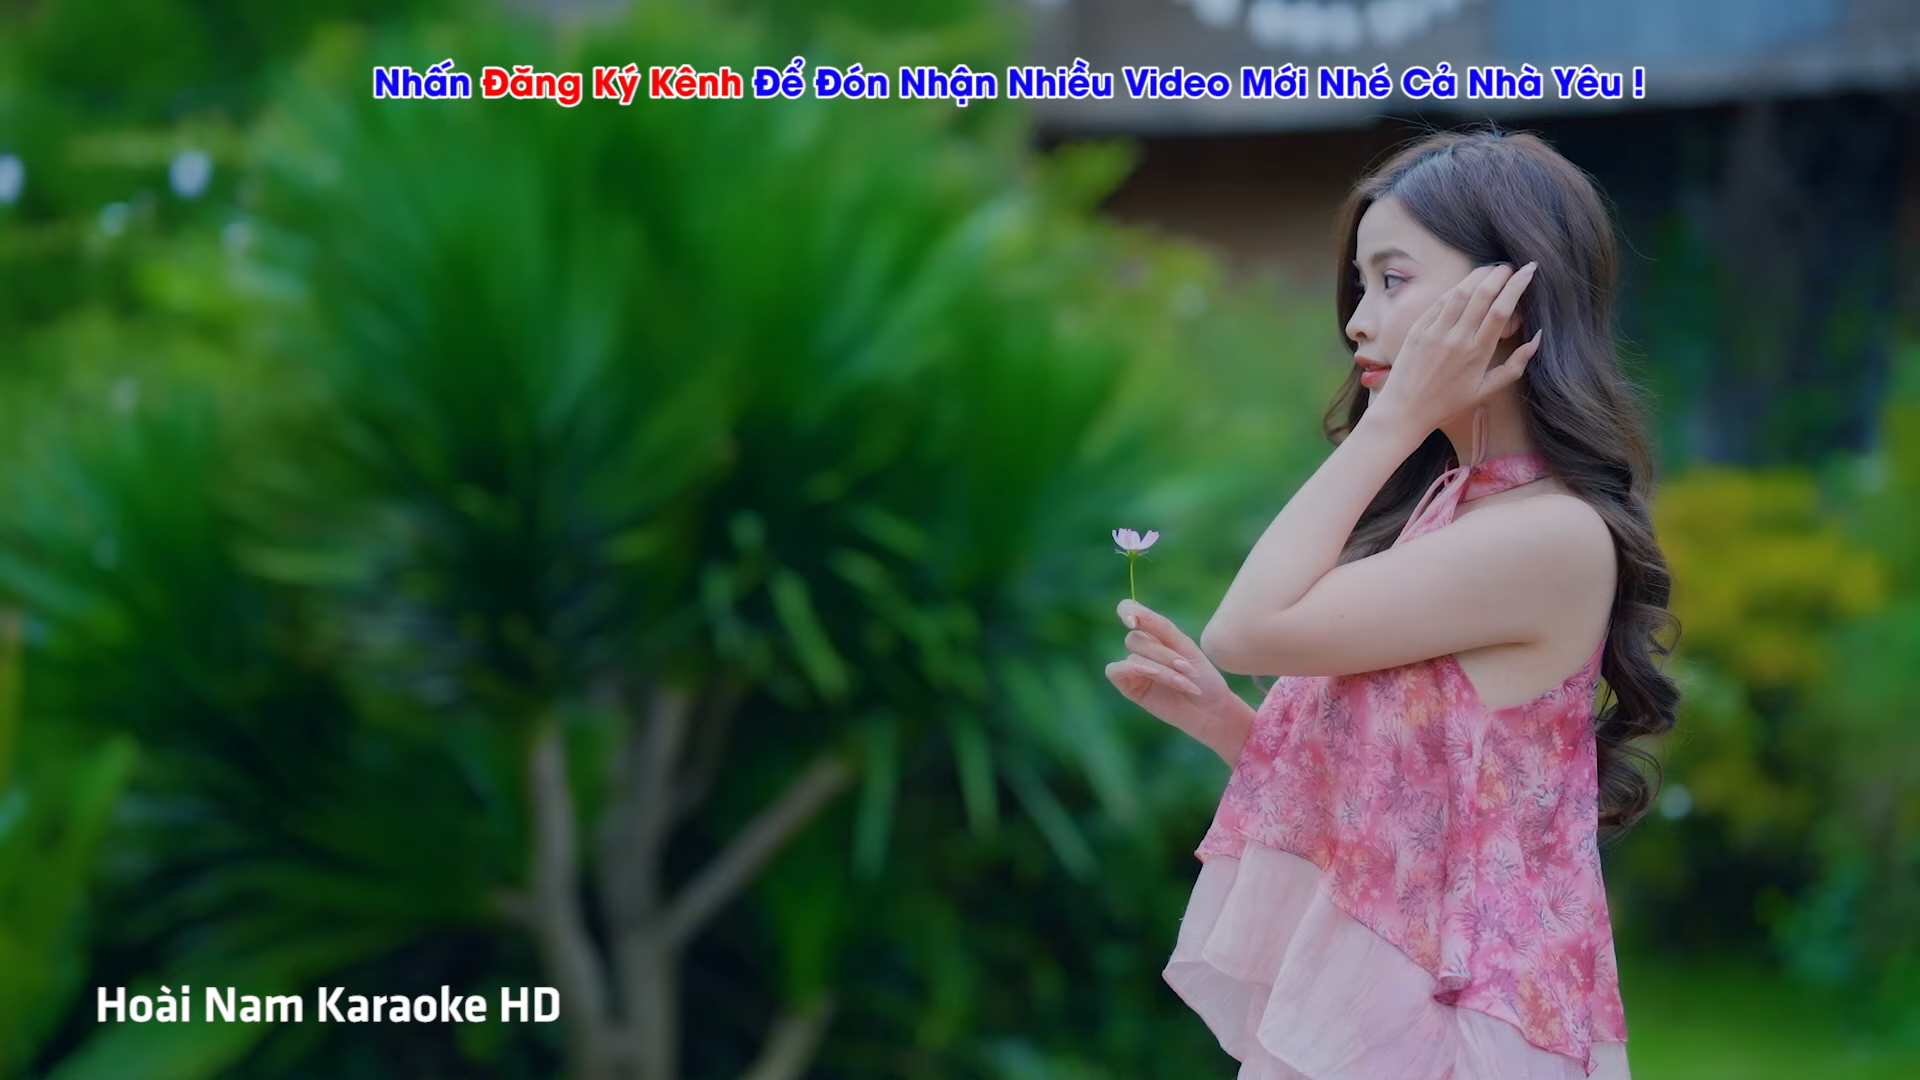 Nhấn Đăng Ký Kênh Để Đón Nhận Nhiều Video Mới Nhé Cả Nhà Yêu !
Hoài Nam Karaoke HD